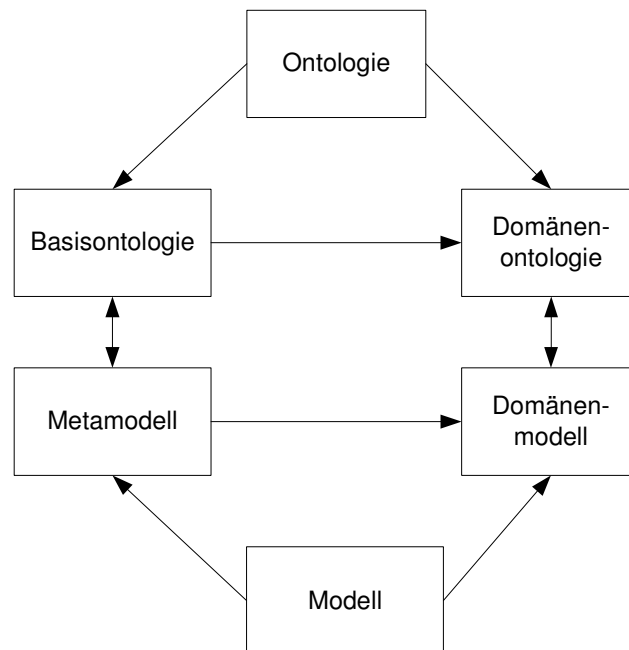 Ontologie
Basisontologie
Domänen-
ontologie
Metamodell
Domänen-
modell
Modell